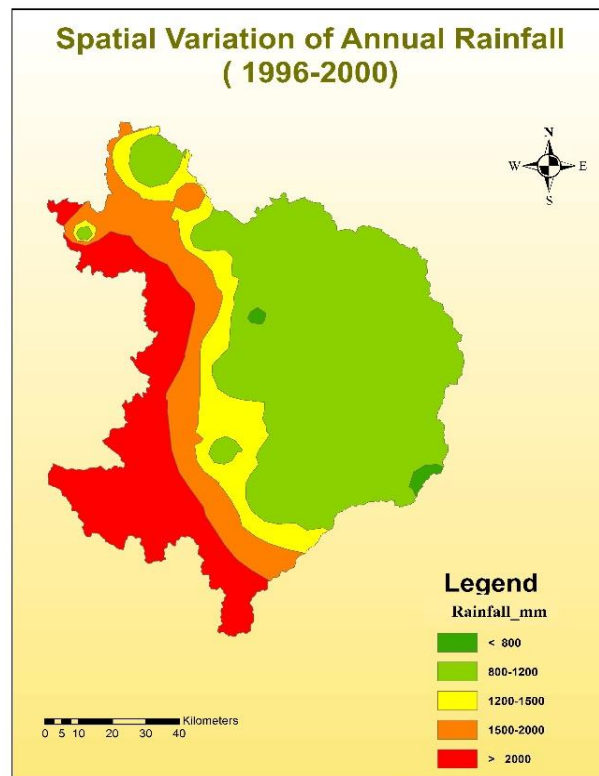 Spatial Variation of Annual Rainfall
( 1996-2000)
N
W E
S
Legend
Rainfall_mm
< 800
800-1200
1200-1500
1500-2000
> 2000
Kilometers
0 5 10 20 30 40